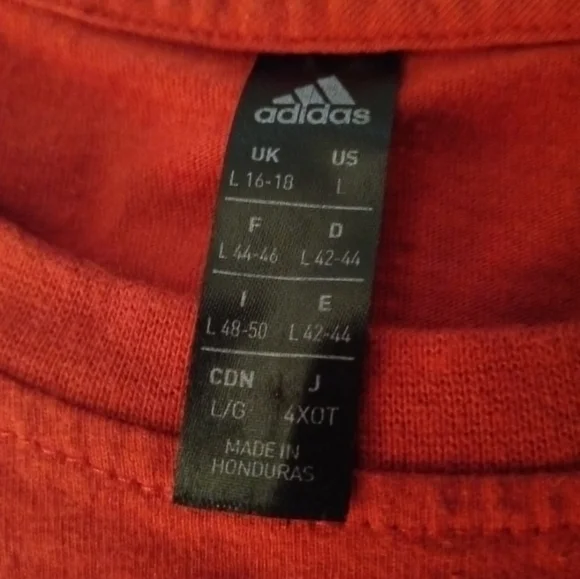 adidas
UK US
L 16-18 L
F D
L 44-46 L 42-44
I E
L 48-50 L 42-44
CDN J
L/G 4XOT
MADE IN
HONDURAS